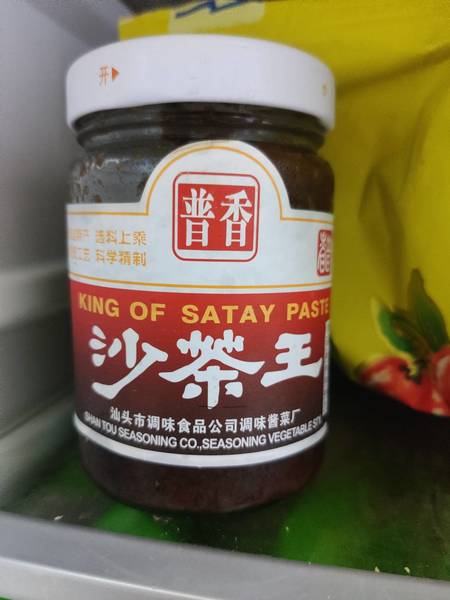 开
普香
选料上乘
科学精制
KING OF SATAY PASTE
沙茶王
汕头市调味食品公司调味酱菜厂
SHAN TOU SEASONING CO.,SEASONING VEGETABLE